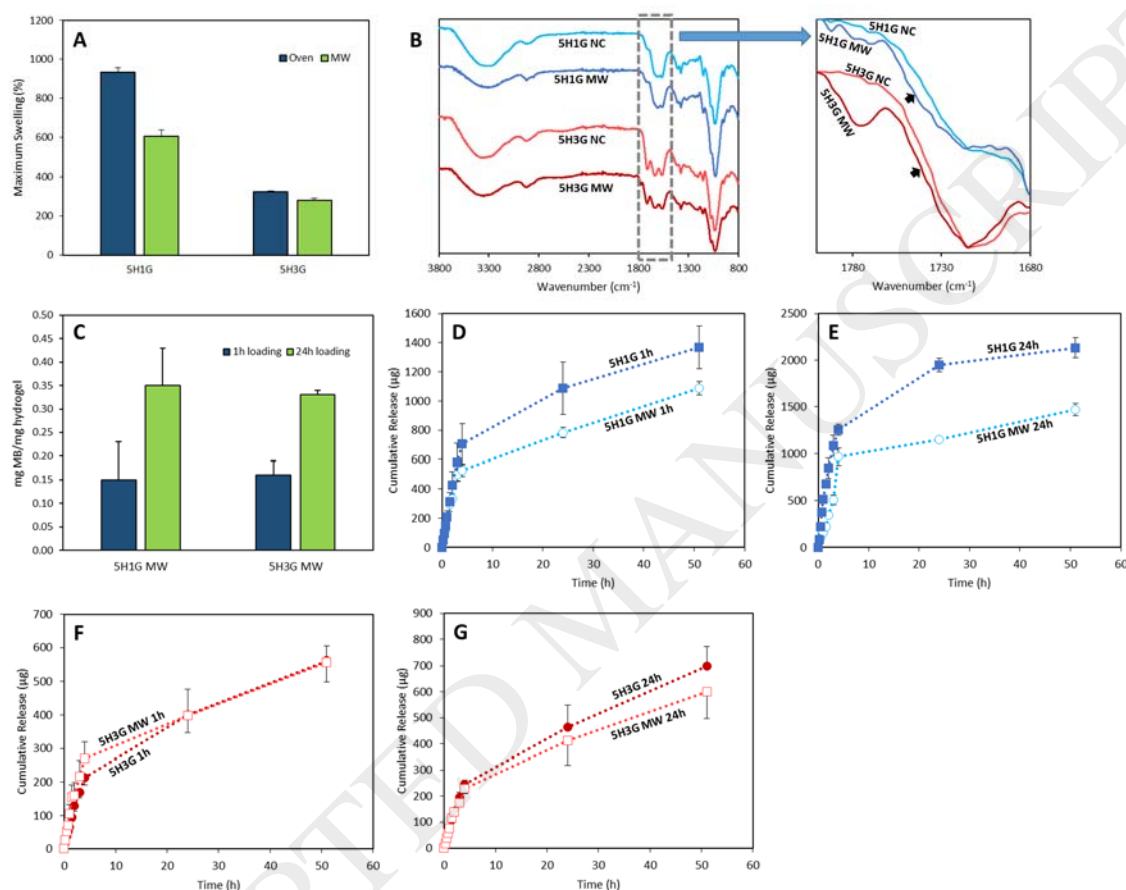 A
Oven MW
Maximum Swelling (%)
1200
1000
800
600
400
200
0
5H1G 5H3G
B
5H1G NC
5H1G MW
5H3G NC
5H3G MW
3800 3300 2800 2300 1800 1300 800
Wavenumber (cm⁻¹)
5H1G NC
5H1G MW
5H3G NC
5H3G MW
1780 1730 1680
Wavenumber (cm⁻¹)
C
1h loading 24h loading
mg MB/mg hydrogel
0.50
0.45
0.40
0.35
0.30
0.25
0.20
0.15
0.10
0.05
0.00
5H1G MW 5H3G MW
D
Cumulative Release (µg)
1600
1400
1200
1000
800
600
400
200
0
5H1G 1h
5H1G MW 1h
0 10 20 30 40 50 60
Time (h)
E
Cumulative Release (µg)
2500
2000
1500
1000
500
0
5H1G 24h
5H1G MW 24h
0 10 20 30 40 50 60
Time (h)
F
Cumulative Release (µg)
700
600
500
400
300
200
100
0
5H3G MW 1h
5H3G 1h
0 10 20 30 40 50 60
Time (h)
G
Cumulative Release (µg)
900
800
700
600
500
400
300
200
100
0
5H3G 24h
5H3G MW 24h
0 10 20 30 40 50 60
Time (h)
PTED MANUSCRIPT